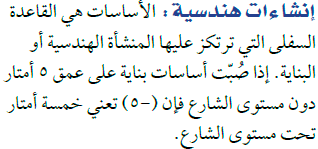 إنشاءات هندسية: الأساسات هي القاعدة
السفلى التي ترتكز عليها المنشأة الهندسية أو
البناية. إذا صُبّت أساسات بناية على عمق ٥ أمتار
دون مستوى الشارع فإن (-٥) تعني خمسة أمتار
تحت مستوى الشارع.